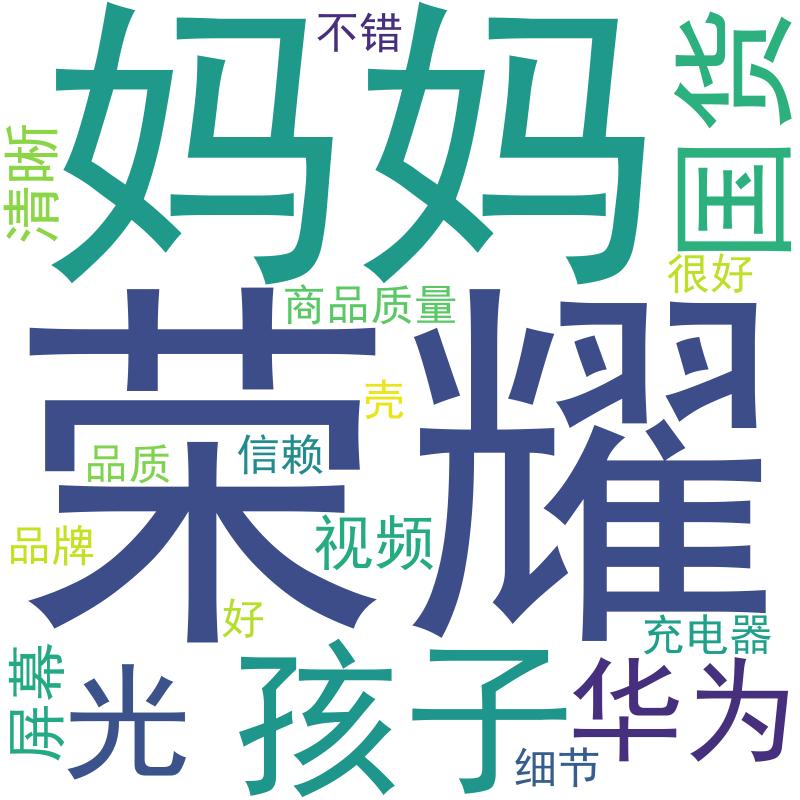 不错
妈妈
国货
清晰
很好
商品质量
荣耀
壳
品质
信赖
视频
品牌
好
充电器
屏幕
光
孩子
华为
细节